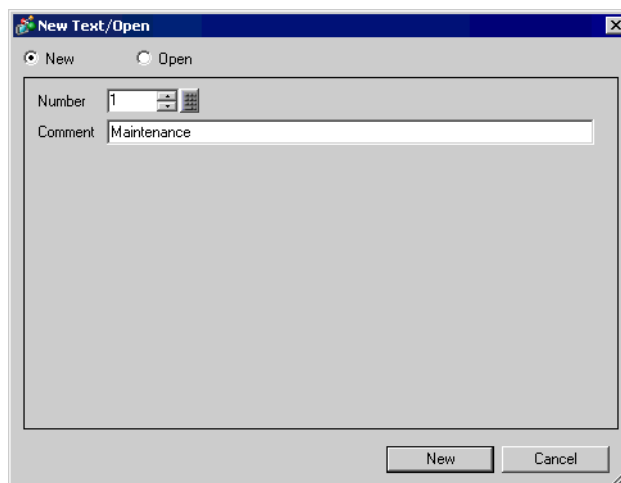 New Text/Open
New Open
Number 1
Comment Maintenance
New Cancel